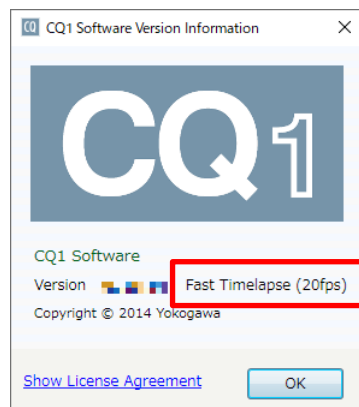 CQ1 Software Version Information
CQ1
CQ1 Software
Version Fast Timelapse (20fps)
Copyright © 2014 Yokogawa
Show License Agreement
OK